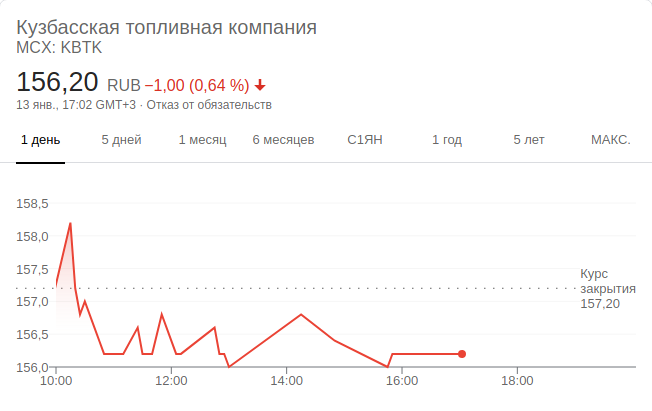 Кузбасская топливная компания
MCX: KBTK
156,20 RUB −1,00 (0,64 %)
13 янв., 17:02 GMT+3 · Отказ от обязательств
1 день 5 дней 1 месяц 6 месяцев С1ЯН 1 год 5 лет МАКС.
158,5
158,0
157,5
157,0
156,5
156,0
Курс
закрытия
157,20
10:00 12:00 14:00 16:00 18:00